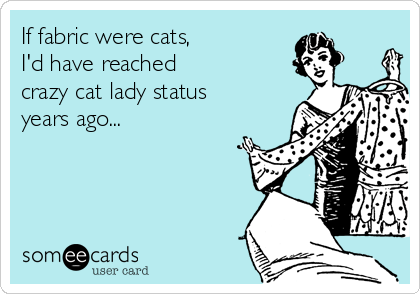 If fabric were cats,
I'd have reached
crazy cat lady status
years ago...
someecards
user card